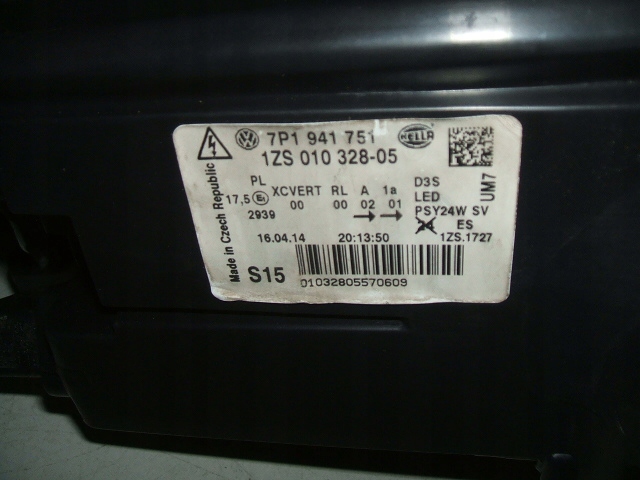 7P1 941 751 HELLA
1ZS 010 328-05
Made in Czech Republic
PL XCVERT RL A 1a D3S
17,5 E1 00 00 02 01 LED
2939 PSY24W SV
ES
UM7
16.04.14 20:13:50 1ZS.1727
S15
D1032805570609